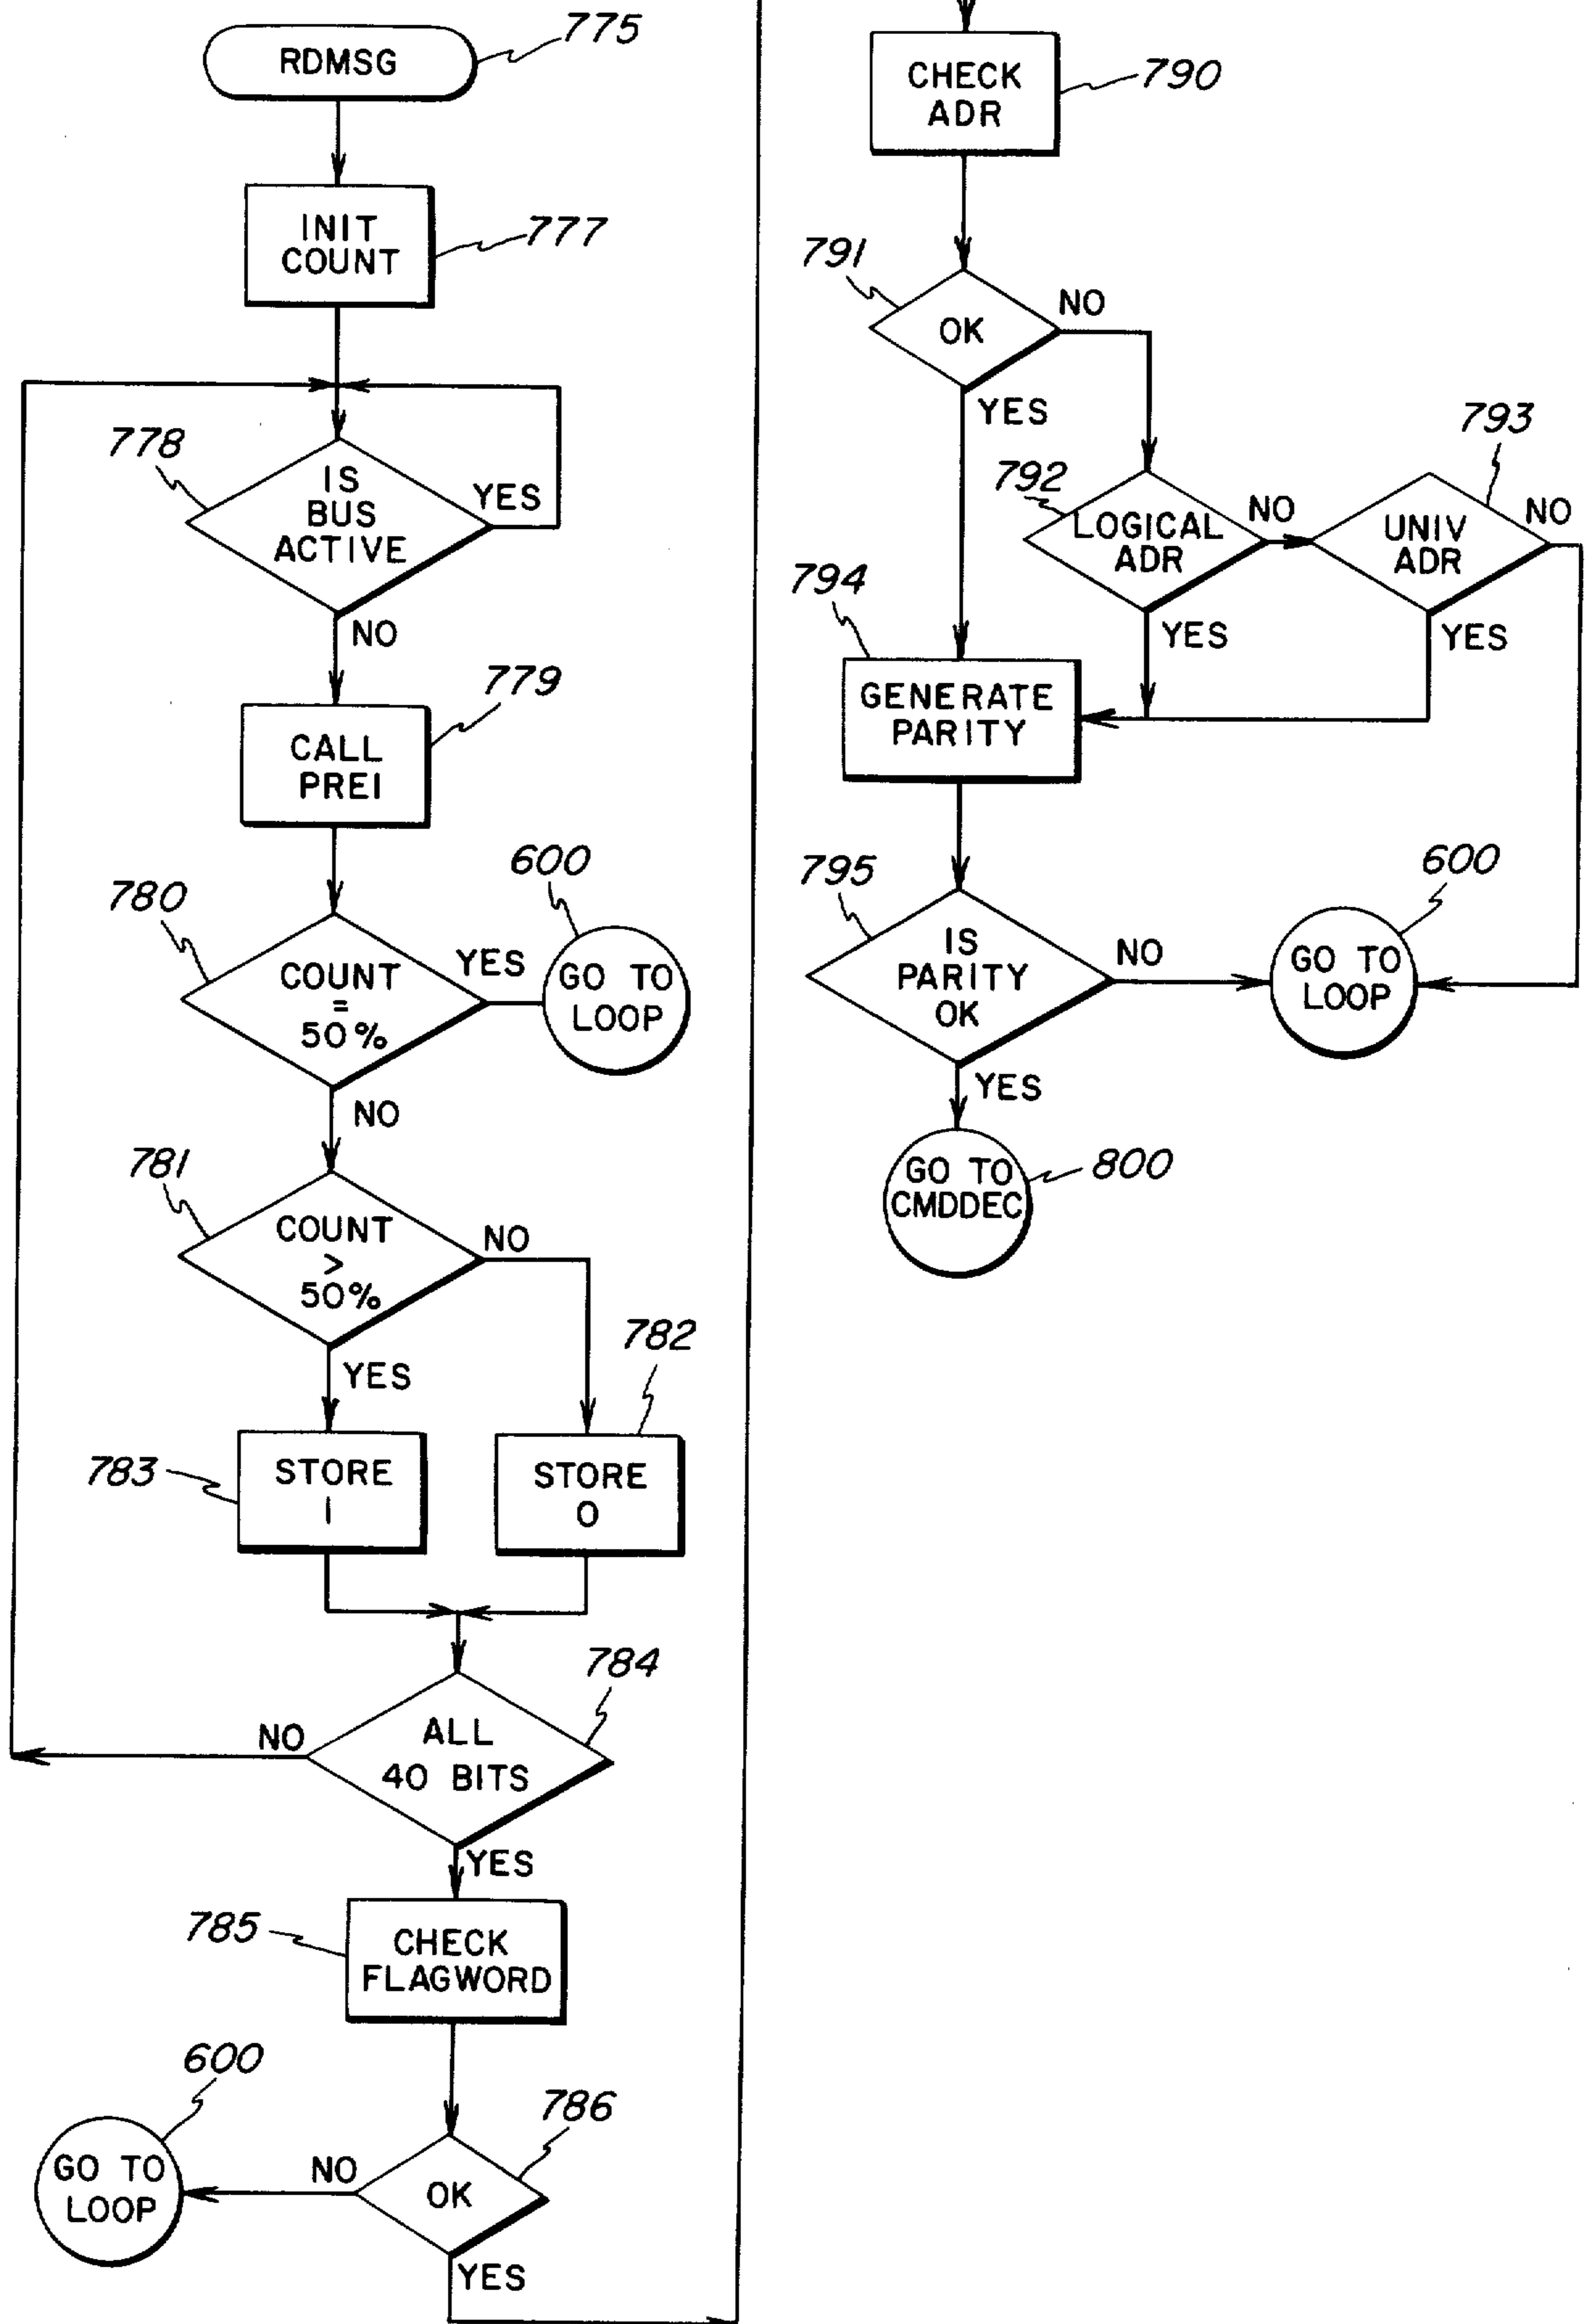 RDMSG
775
INIT
COUNT
777
778
IS
BUS
ACTIVE
YES
NO
779
CALL
PRE1
780
COUNT
=
50%
YES
600
GO TO
LOOP
NO
781
COUNT
>
50%
NO
YES
782
783
STORE
1
STORE
0
784
ALL
40 BITS
NO
YES
785
CHECK
FLAGWORD
600
GO TO
LOOP
NO
786
OK
YES
CHECK
ADR
790
791
OK
NO
YES
792
LOGICAL
ADR
NO
YES
793
UNIV
ADR
NO
YES
794
GENERATE
PARITY
795
IS
PARITY
OK
NO
600
GO TO
LOOP
YES
GO TO
CMDDEC
800